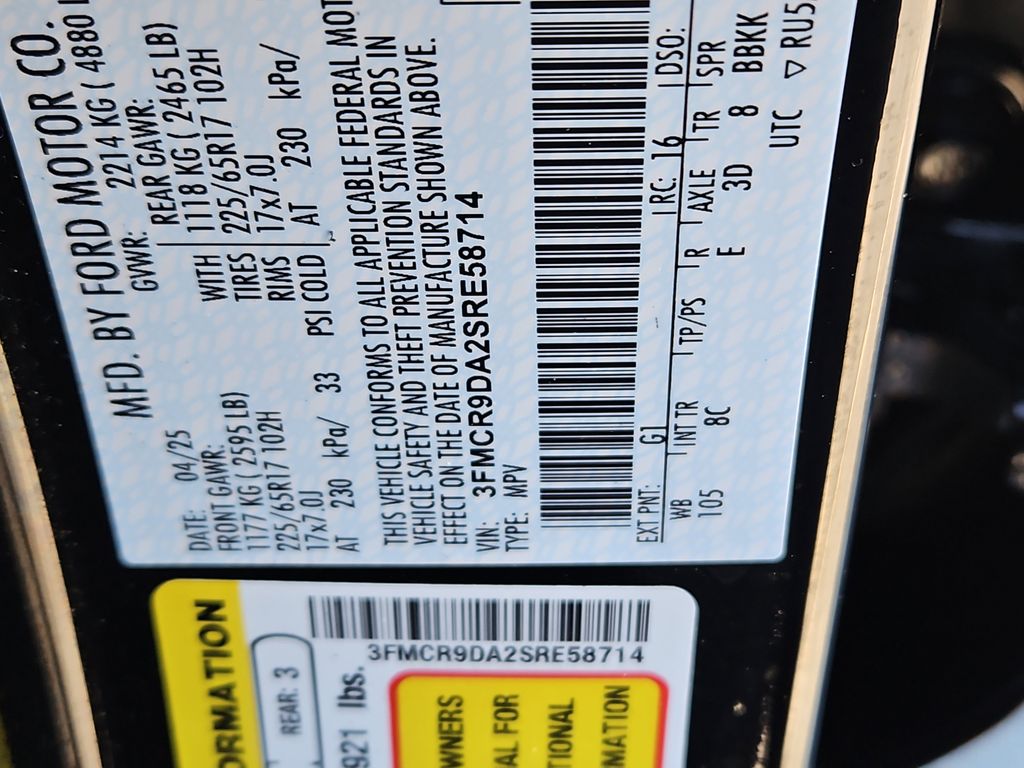 MFD. BY FORD MOTOR CO.
DATE: 04/25 GVWR: 2214 KG ( 4880
FRONT GAWR: REAR GAWR:
1177 KG ( 2595 LB) WITH 1118 KG ( 2465 LB)
225/65R17 102H TIRES 225/65R17 102H
17x7.0J RIMS 17x7.0J
AT 230 kPa/ 33 PSI COLD AT 230 kPa/
THIS VEHICLE CONFORMS TO ALL APPLICABLE FEDERAL MOT
VEHICLE SAFETY AND THEFT PREVENTION STANDARDS IN
EFFECT ON THE DATE OF MANUFACTURE SHOWN ABOVE.
VIN: 3FMCR9DA2SRE58714
TYPE: MPV
EXT PNT: G1 RC: 16 DSO:
WB INT TR TP/PS R AXLE TR SPR
105 8C E 3D 8 BBKK
UTC ▽ RU5
ORMATION
REAR: 3
921 lbs.
3FMCR9DA2SRE58714
WNERS
AL FOR
TIONAL
MATION